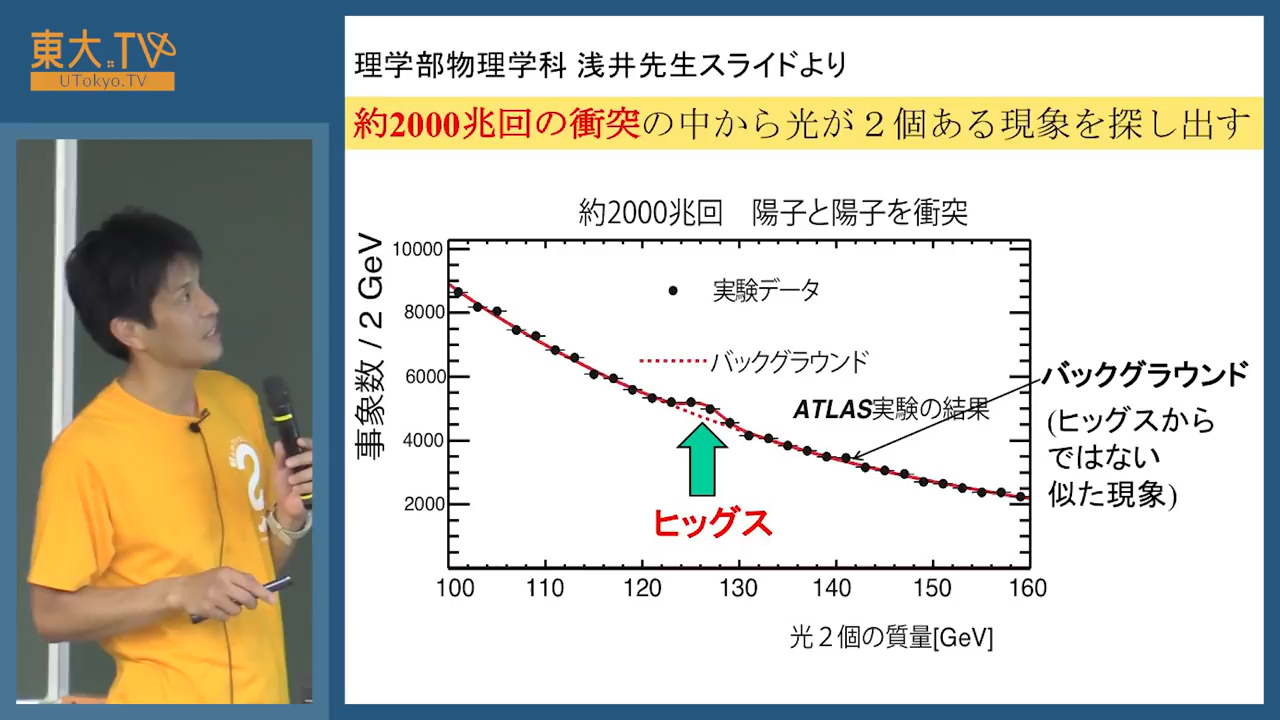 東大.TV
UTokyo.TV
理学部物理学科 浅井先生スライドより
約2000兆回の衝突の中から光が２個ある現象を探し出す
約2000兆回 陽子と陽子を衝突
事象数 / 2 GeV
10000
8000
6000
4000
2000
実験データ
バックグラウンド
ATLAS実験の結果
ヒッグス
バックグラウンド
(ヒッグスから
ではない
似た現象)
100 110 120 130 140 150 160
光２個の質量[GeV]
2